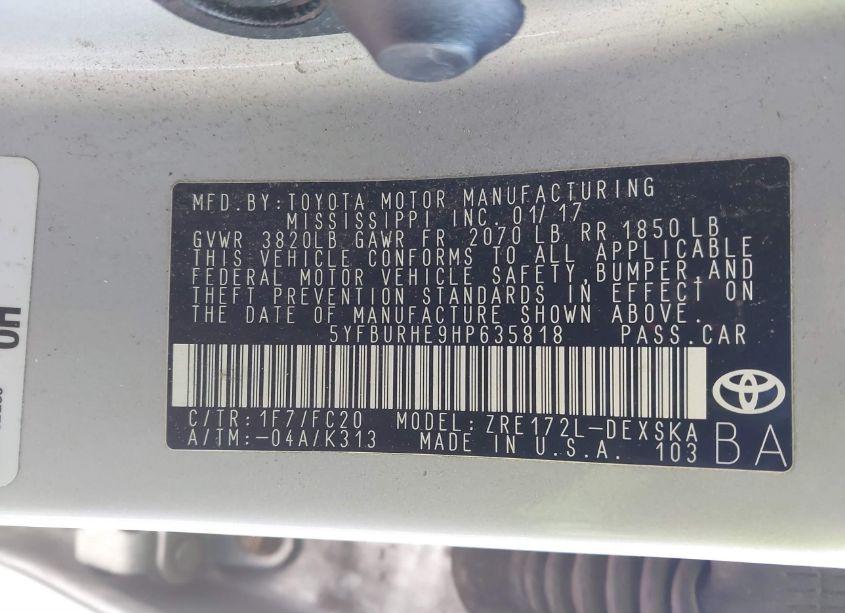 MFD.BY:TOYOTA MOTOR MANUFACTURING
MISSISSIPPI INC. 01/17
GVWR 3820LB GAWR FR 2070 LB RR 1850 LB
THIS VEHICLE CONFORMS TO ALL APPLICABLE
FEDERAL MOTOR VEHICLE SAFETY,BUMPER,AND
THEFT PREVENTION STANDARDS IN EFFECT ON
THE DATE OF MANUFACTURE SHOWN ABOVE.
5YFBURHE9HP635818 PASS.CAR
C/TR:1F7/FC20 MODEL:ZRE172L-DEXSKA
A/TM:-04A/K313 MADE IN U.S.A. 103 BA